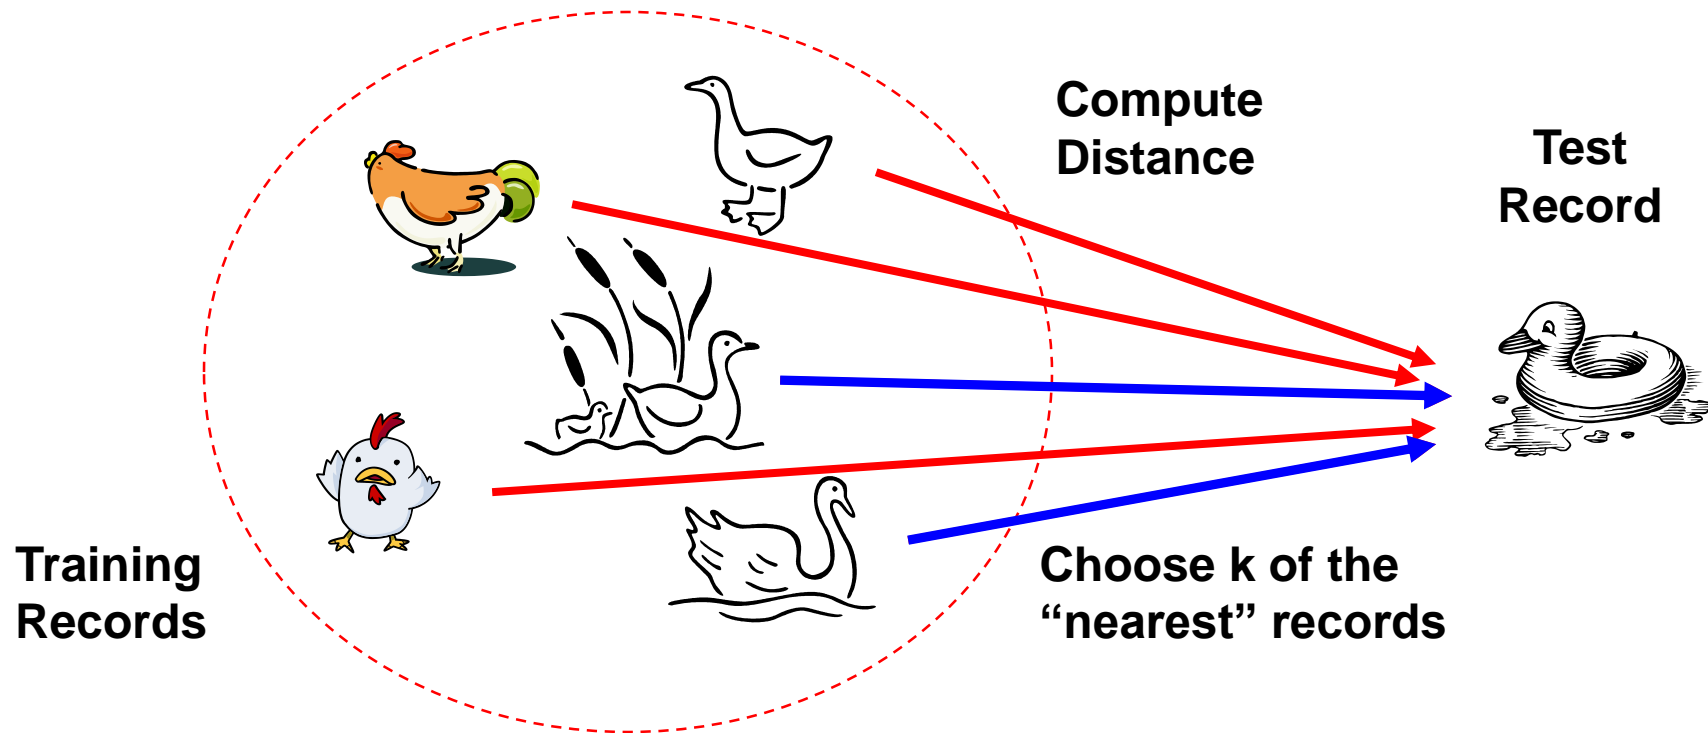 Compute
Distance
Test
Record
Training
Records
Choose k of the
“nearest” records